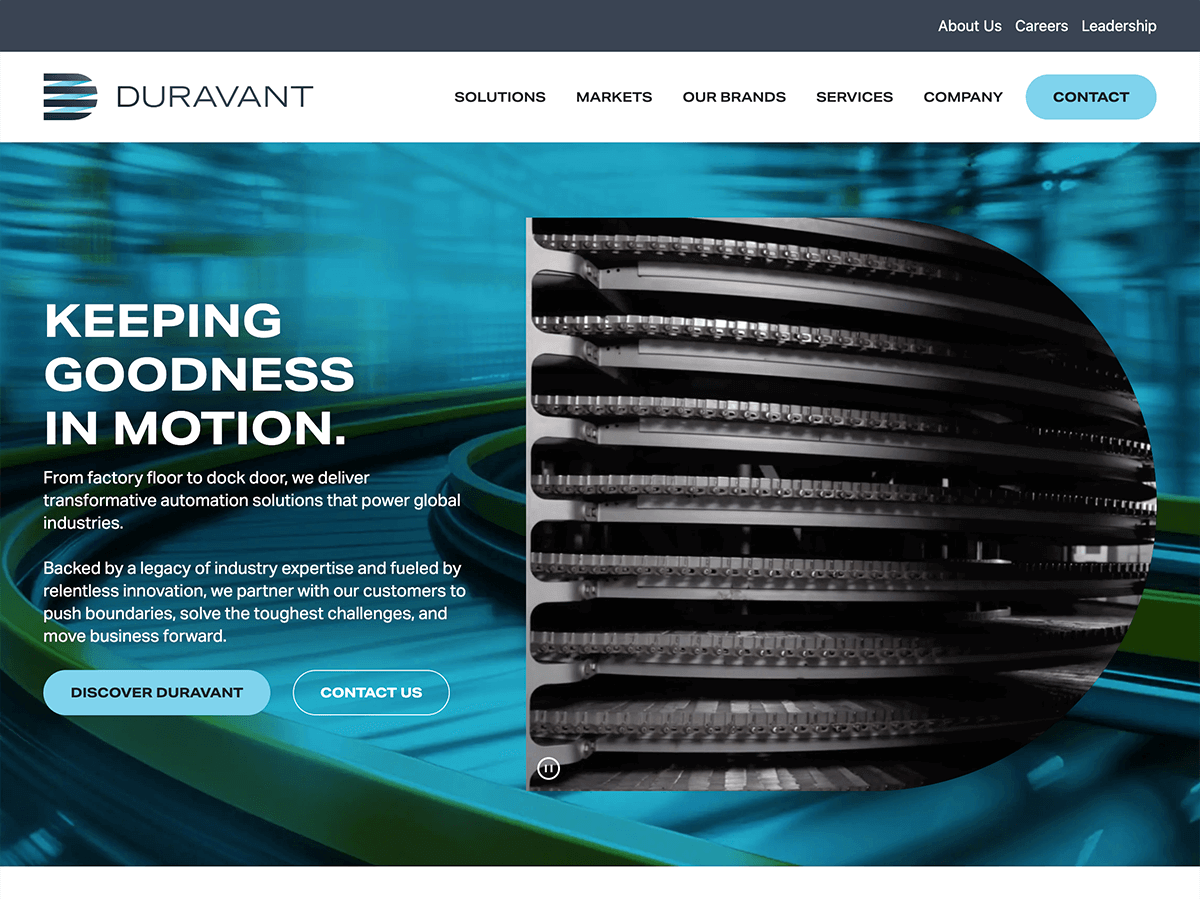 About Us Careers Leadership
DURAVANT
SOLUTIONS MARKETS OUR BRANDS SERVICES COMPANY CONTACT
KEEPING
GOODNESS
IN MOTION.
From factory floor to dock door, we deliver
transformative automation solutions that power global
industries.
Backed by a legacy of industry expertise and fueled by
relentless innovation, we partner with our customers to
push boundaries, solve the toughest challenges, and
move business forward.
DISCOVER DURAVANT CONTACT US